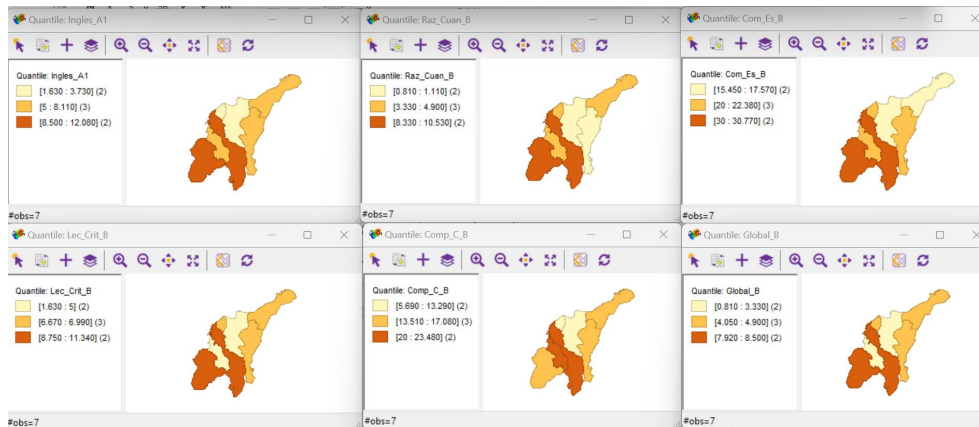 Quantile: Ingles_A1
Quantile: Ingles_A1
[1.630 : 3.730] (2)
[5 : 8.110] (3)
[8.500 : 12.080] (2)
#obs=7
Quantile: Raz_Cuan_B
Quantile: Raz_Cuan_B
[0.810 : 1.110] (2)
[3.330 : 4.900] (3)
[8.330 : 10.530] (2)
#obs=7
Quantile: Com_Es_B
Quantile: Com_Es_B
[15.450 : 17.570] (2)
[20 : 22.380] (3)
[30 : 30.770] (2)
#obs=7
Quantile: Lec_Crit_B
Quantile: Lec_Crit_B
[1.630 : 5] (2)
[6.670 : 6.990] (3)
[8.750 : 11.340] (2)
#obs=7
Quantile: Comp_C_B
Quantile: Comp_C_B
[5.690 : 13.290] (2)
[13.510 : 17.080] (3)
[20 : 23.480] (2)
#obs=7
Quantile: Global_B
Quantile: Global_B
[0.810 : 3.330] (2)
[4.050 : 4.900] (3)
[7.920 : 8.500] (2)
#obs=7